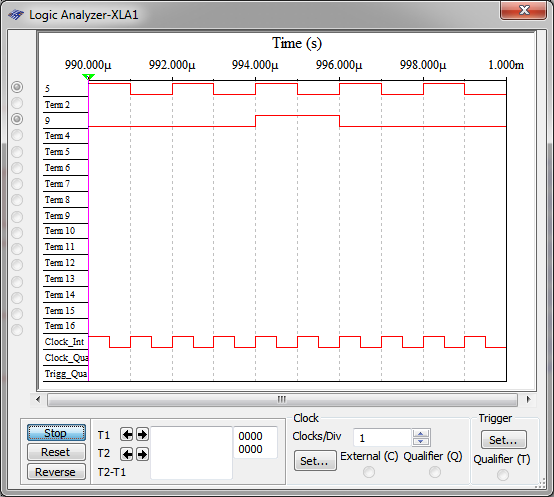 Logic Analyzer-XLA1
Time (s)
990.000µ 992.000µ 994.000µ 996.000µ 998.000µ 1.000m
5
Term 2
9
Term 4
Term 5
Term 6
Term 7
Term 8
Term 9
Term 10
Term 11
Term 12
Term 13
Term 14
Term 15
Term 16
Clock_Int
Clock_Qua
Trigg_Qua
Stop
Reset
Reverse
T1
T2
T2-T1
0000
0000
Clock
Clocks/Div 1
Set... External (C) Qualifier (Q)
Trigger
Set...
Qualifier (T)